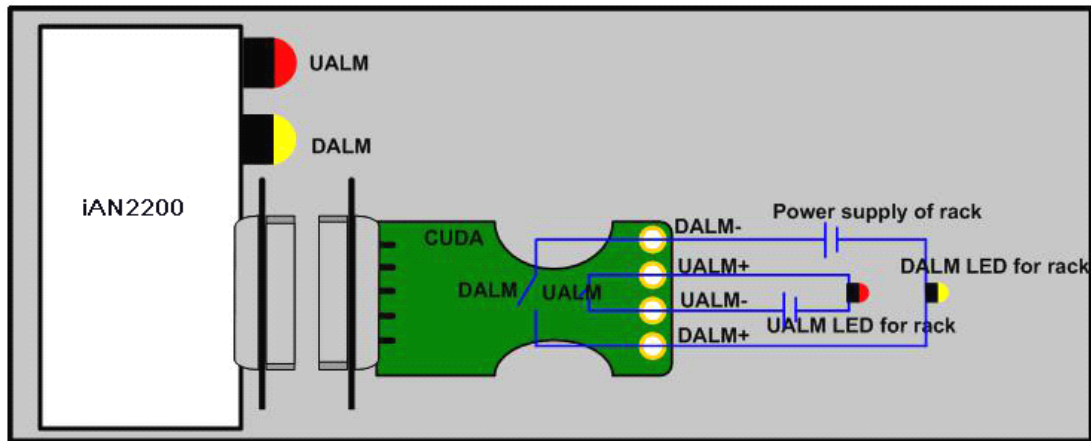 UALM
DALM
iAN2200
Power supply of rack
DALM-
CUDA
UALM+
DALM LED for rack
DALM
UALM
UALM-
UALM LED for rack
DALM+